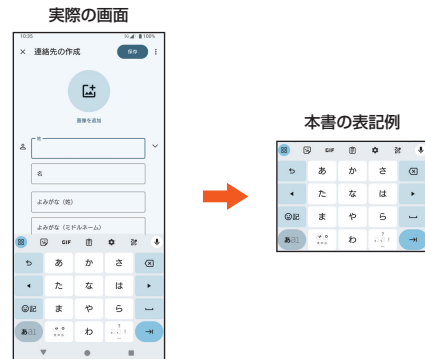 実際の画面
10:35
100%
× 連絡先の作成 保存
画像を追加
姓
名
よみがな (姓)
よみがな (ミドルネーム)
GIF
あ か さ
た な は
☺記 ま や ら
あa1 わ
本書の表記例
GIF
あ か さ
た な は
☺記 ま や ら
あa1 わ